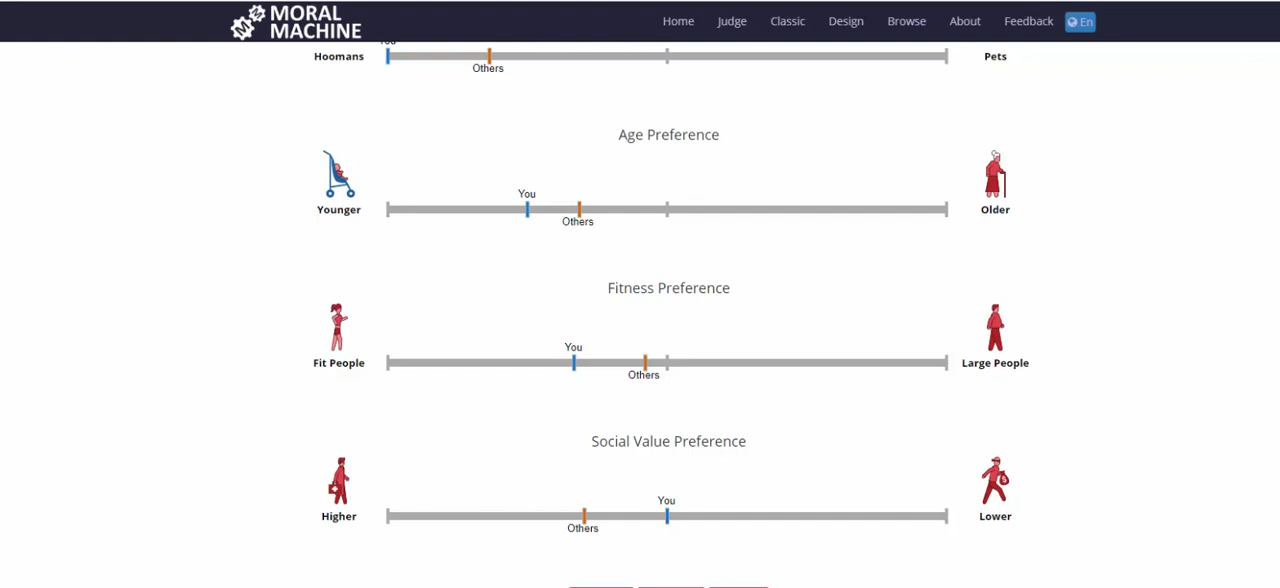 MORAL
MACHINE
Home Judge Classic Design Browse About Feedback En
You
Hoomans Pets
Others
Age Preference
You
Younger Older
Others
Fitness Preference
You
Fit People Large People
Others
Social Value Preference
You
Higher Lower
Others